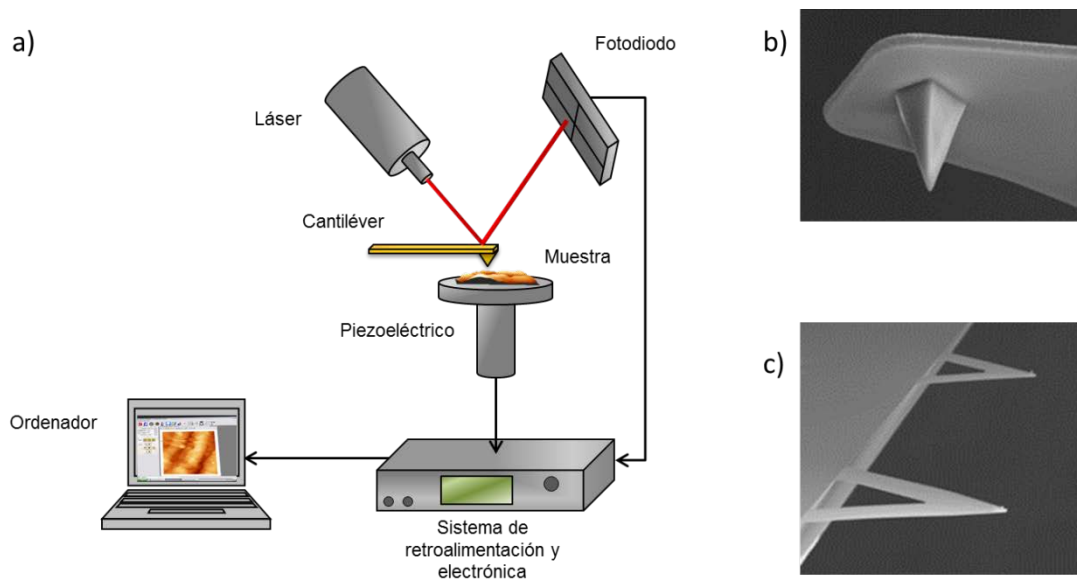 a)
Fotodiodo
b)
Láser
Cantiléver
Muestra
Piezoeléctrico
c)
Ordenador
Sistema de
retroalimentación y
electrónica